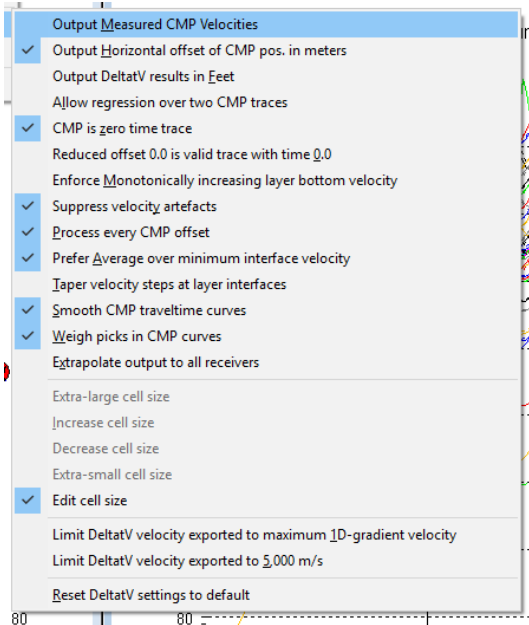 Output Measured CMP Velocities
Output Horizontal offset of CMP pos. in meters
Output DeltatV results in Feet
Allow regression over two CMP traces
CMP is zero time trace
Reduced offset 0.0 is valid trace with time 0.0
Enforce Monotonically increasing layer bottom velocity
Suppress velocity artefacts
Process every CMP offset
Prefer Average over minimum interface velocity
Taper velocity steps at layer interfaces
Smooth CMP traveltime curves
Weigh picks in CMP curves
Extrapolate output to all receivers
Extra-large cell size
Increase cell size
Decrease cell size
Extra-small cell size
Edit cell size
Limit DeltatV velocity exported to maximum 1D-gradient velocity
Limit DeltatV velocity exported to 5,000 m/s
Reset DeltatV settings to default
80 80